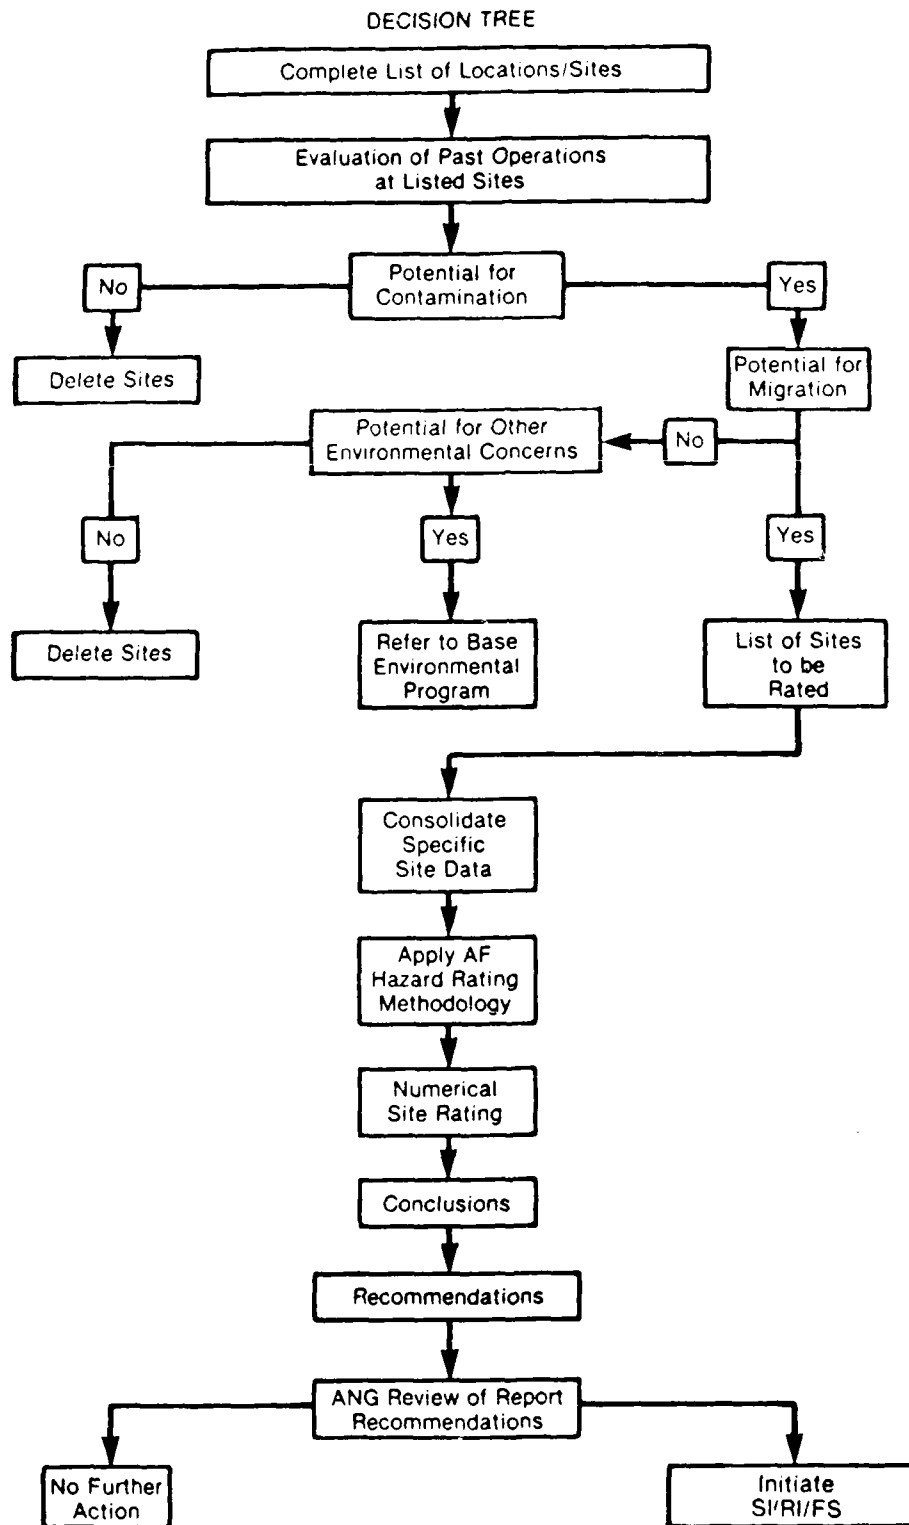 DECISION TREE
Complete List of Locations/Sites
Evaluation of Past Operations
at Listed Sites
Potential for
Contamination
No
Yes
Delete Sites
Potential for
Migration
Potential for Other
Environmental Concerns
No
No
Yes
Yes
Delete Sites
Refer to Base
Environmental
Program
List of Sites
to be
Rated
Consolidate
Specific
Site Data
Apply AF
Hazard Rating
Methodology
Numerical
Site Rating
Conclusions
Recommendations
ANG Review of Report
Recommendations
No Further
Action
Initiate
SI/RI/FS